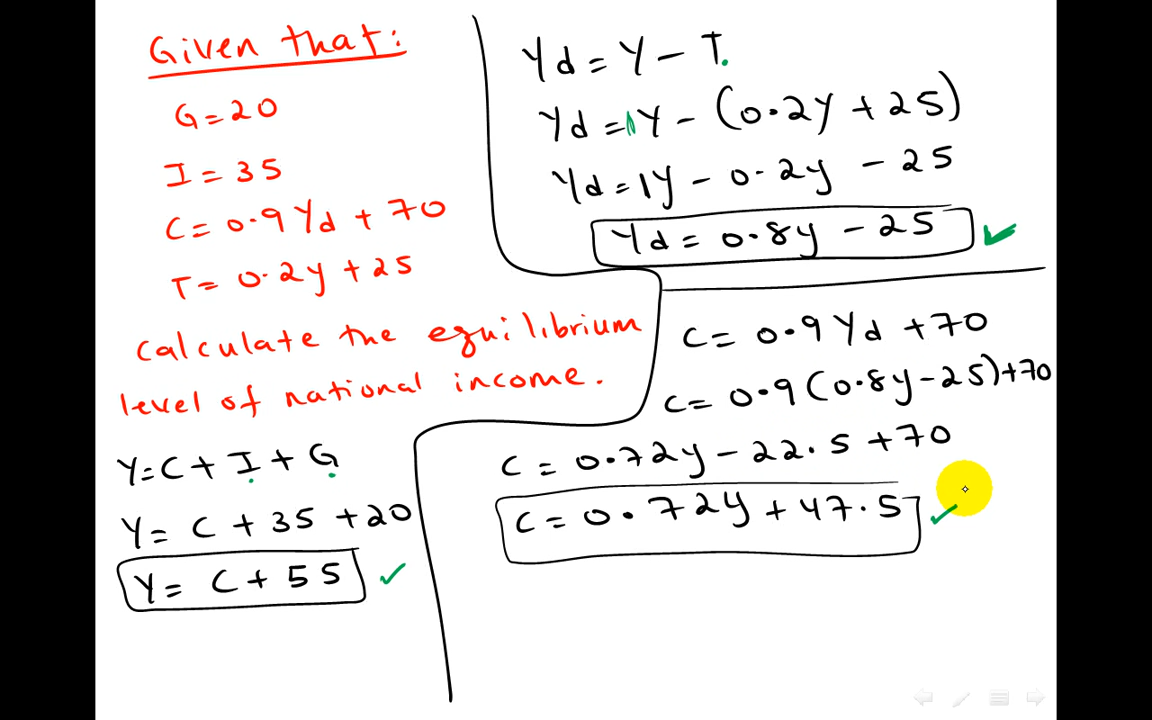 Given that:
G=20
I = 35
C= 0.9Yd + 70
T= 0.2y + 25
calculate the equilibrium
level of national income.
Y=C+ I + G
Y= C + 35 +20
Y= C+ 55
Yd = Y - T
Yd =1Y - (0.2y + 25)
Yd =1Y - 0.2y - 25
Yd = 0.8y - 25
C= 0.9Yd +70
C= 0.9(0.8y-25)+70
C = 0.72y - 22.5 +70
C= 0.72y + 47.5